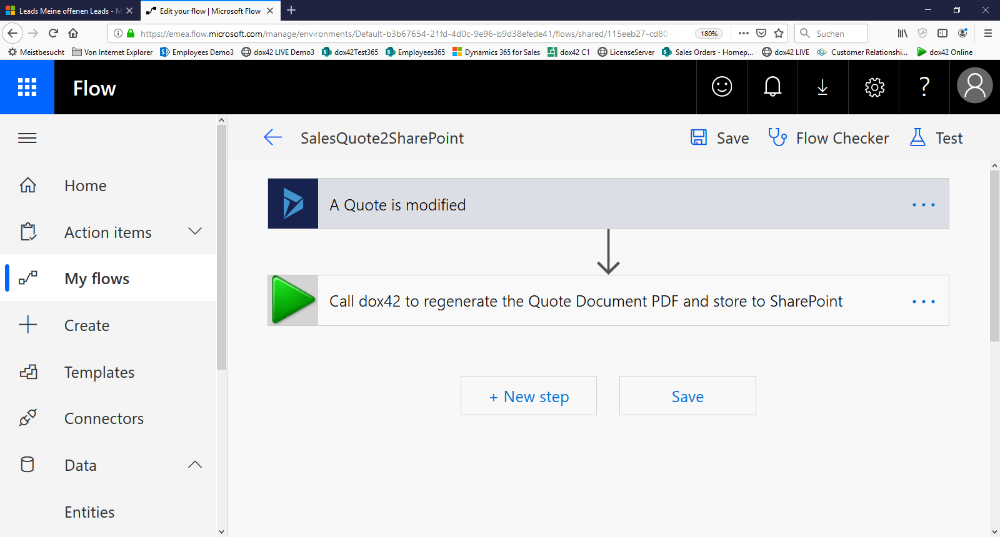 Leads Meine offenen Leads - M
Edit your flow | Microsoft Flow
https://emea.flow.microsoft.com/manage/environments/Default-b3b67654-21fd-4d0c-9e96-b9d38efede41/flows/shared/115eeb27-cd80-
180%
Suchen
Meistbesucht
Von Internet Explorer
Employees Demo3
dox42 LIVE Demo3
dox42Test365
Employees365
Dynamics 365 for Sales
dox42 C1
LicenseServer
Sales Orders - Homep...
dox42 LIVE
Customer Relationshi...
dox42 Online
Flow
?
SalesQuote2SharePoint
Save
Flow Checker
Test
Home
Action items
My flows
Create
Templates
Connectors
Data
Entities
A Quote is modified
Call dox42 to regenerate the Quote Document PDF and store to SharePoint
+ New step
Save